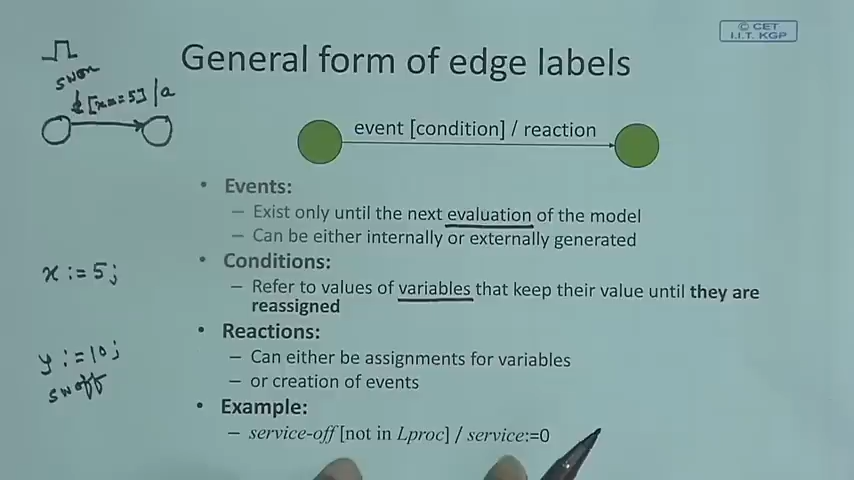 © CET
I.I.T. KGP
General form of edge labels
swon
[x==5] / a
event [condition] / reaction
• Events:
– Exist only until the next evaluation of the model
– Can be either internally or externally generated
x := 5;
• Conditions:
– Refer to values of variables that keep their value until they are
reassigned
• Reactions:
y := 10;
– Can either be assignments for variables
swoff
– or creation of events
• Example:
– service-off [not in Lproc] / service:=0